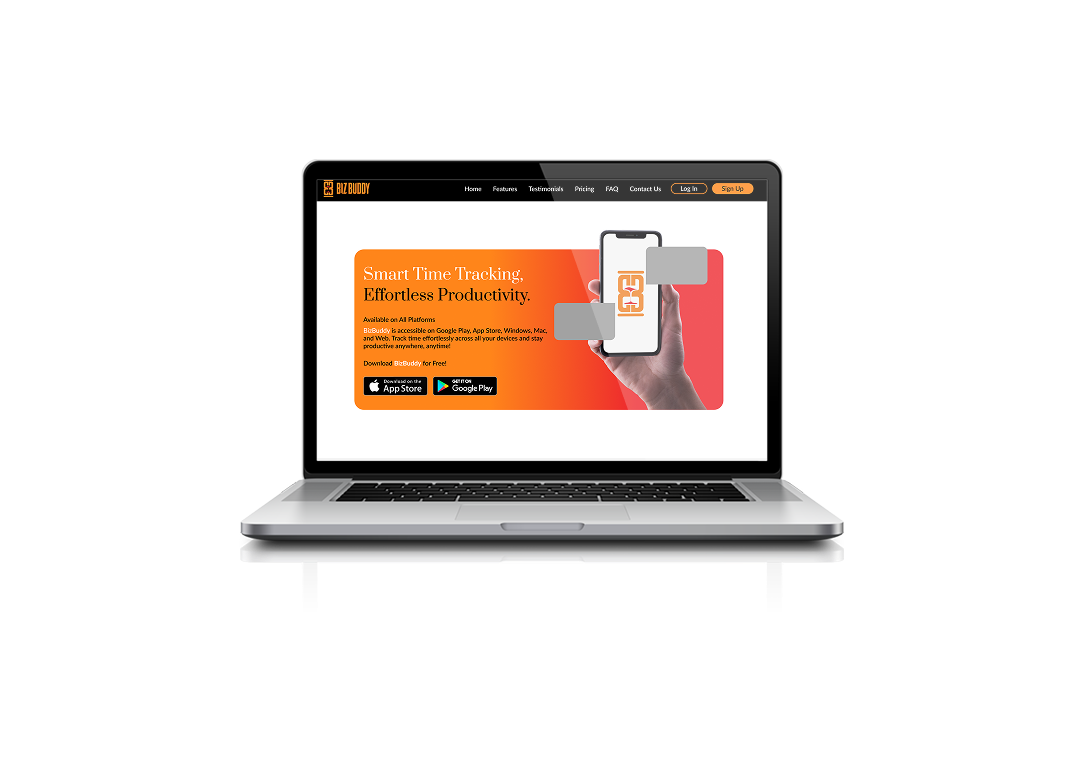 BIZ BUDDY
Home Features Testimonials Pricing FAQ Contact Us Log In Sign Up
Smart Time Tracking,
Effortless Productivity.
Available on All Platforms
BizBuddy is accessible on Google Play, App Store, Windows, Mac,
and Web. Track time effortlessly across all your devices and stay
productive anywhere, anytime!
Download BizBuddy for Free!
Download on the
App Store
GET IT ON
Google Play